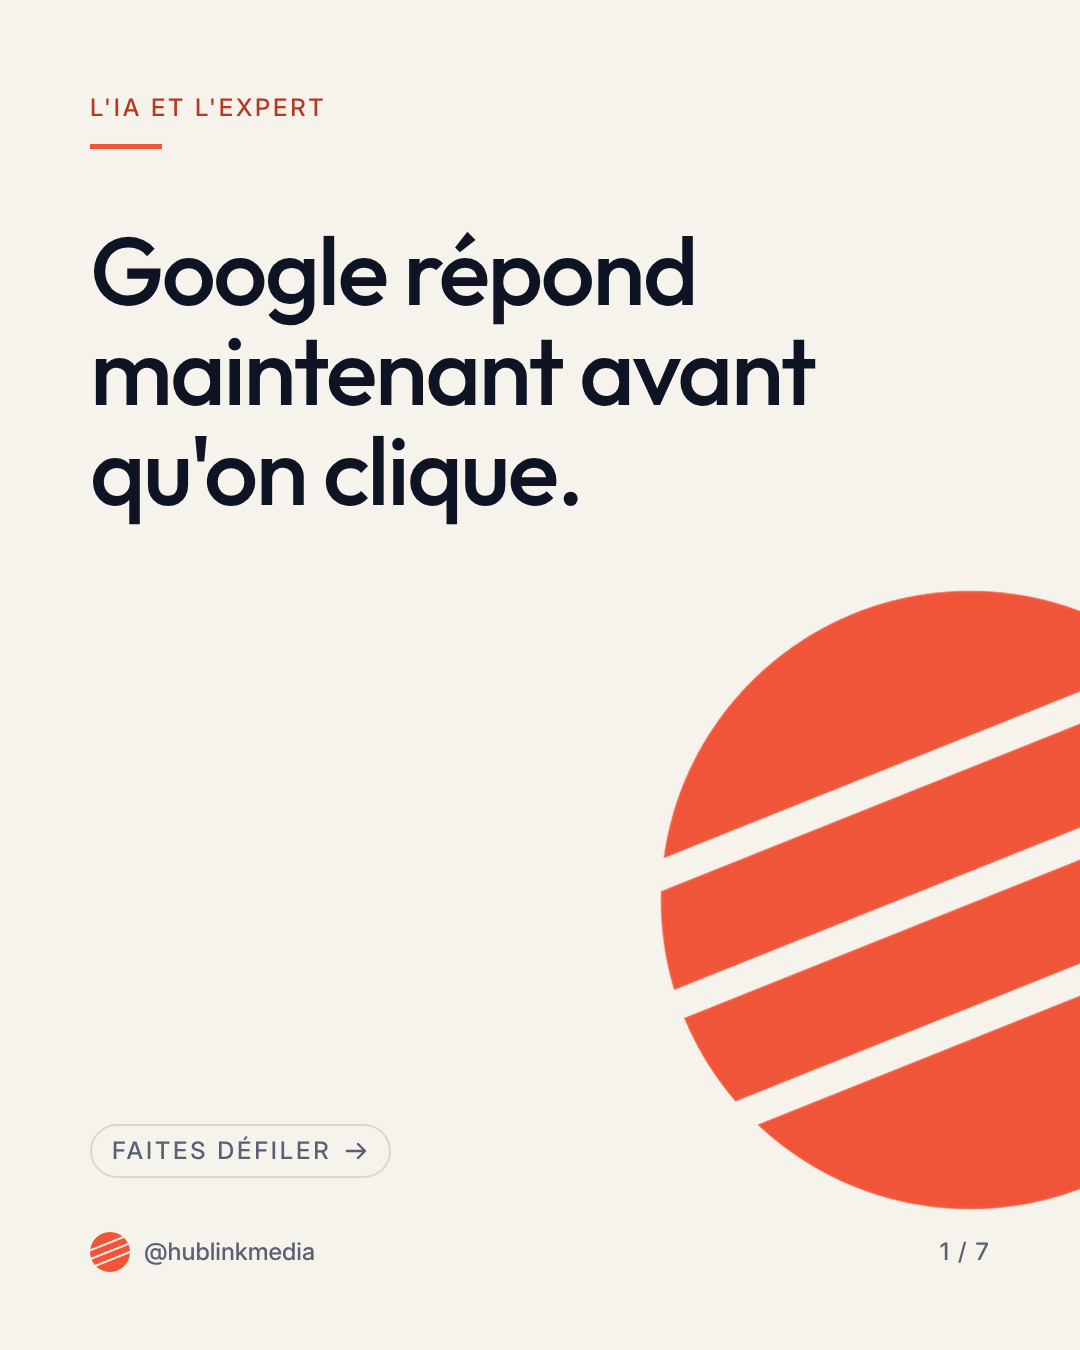 L'IA ET L'EXPERT
Google répond
maintenant avant
qu'on clique.
FAITES DÉFILER →
@hublinkmedia
1 / 7